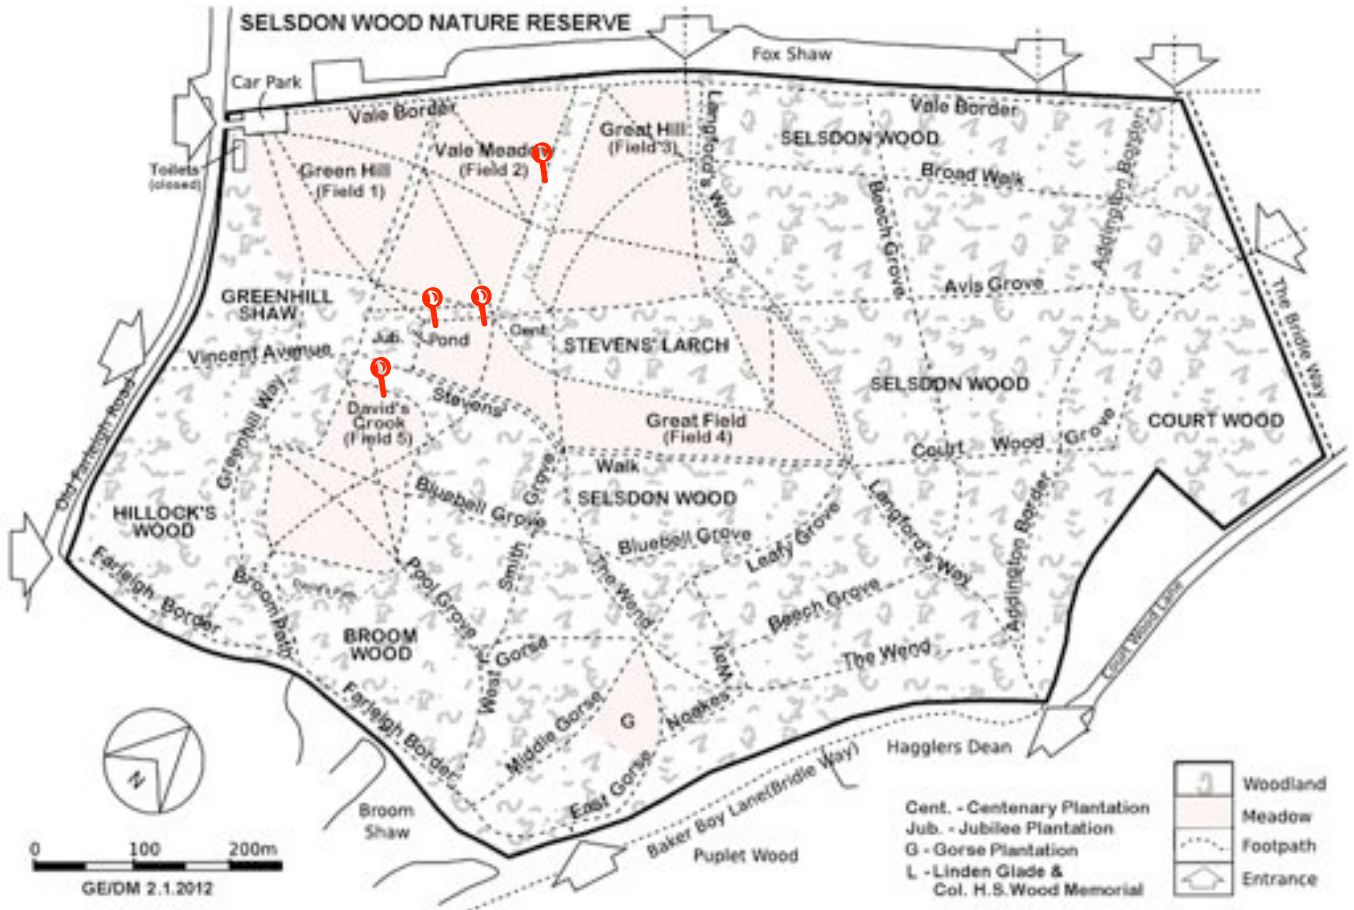 SELSDON WOOD NATURE RESERVE
Fox Shaw
Car Park
Vale Border
Vale Border
Great Hill
(Field 3)
Langford's Way
SELSDON WOOD
Vale Meadow
(Field 2)
Toilets
(closed)
Green Hill
(Field 1)
Broad Walk
Addington Border
Beech Grove
Avis Grove
The Bridle Way
GREENHILL
SHAW
Jub.
Pond
Cent.
STEVENS' LARCH
Vincent Avenue
SELSDON WOOD
Greenhill Way
David's
Crook
(Field 5)
Stevens'
Great Field
(Field 4)
COURT WOOD
Old Farleigh Road
Court Wood Grove
Walk
SELSDON WOOD
Bluebell Grove
Smith Grove
HILLOCK'S
WOOD
Langford's Way
Addington Border
Bluebell Grove
Leafy Grove
Farleigh Border
Broom Path
Pool Grove
The Wend
Beech Grove
BROOM
WOOD
West Gorse
Way
The Wend
Court Wood Lane
Farleigh Border
Middle Gorse
G
Noakes
Hagglers Dean
East Gorse
Baker Boy Lane(Bridle Way)
Puplet Wood
Broom
Shaw
N
0 100 200m
GE/DM 2.1.2012
Cent. - Centenary Plantation
Jub. - Jubilee Plantation
G - Gorse Plantation
L - Linden Glade &
Col. H.S.Wood Memorial
Woodland
Meadow
Footpath
Entrance